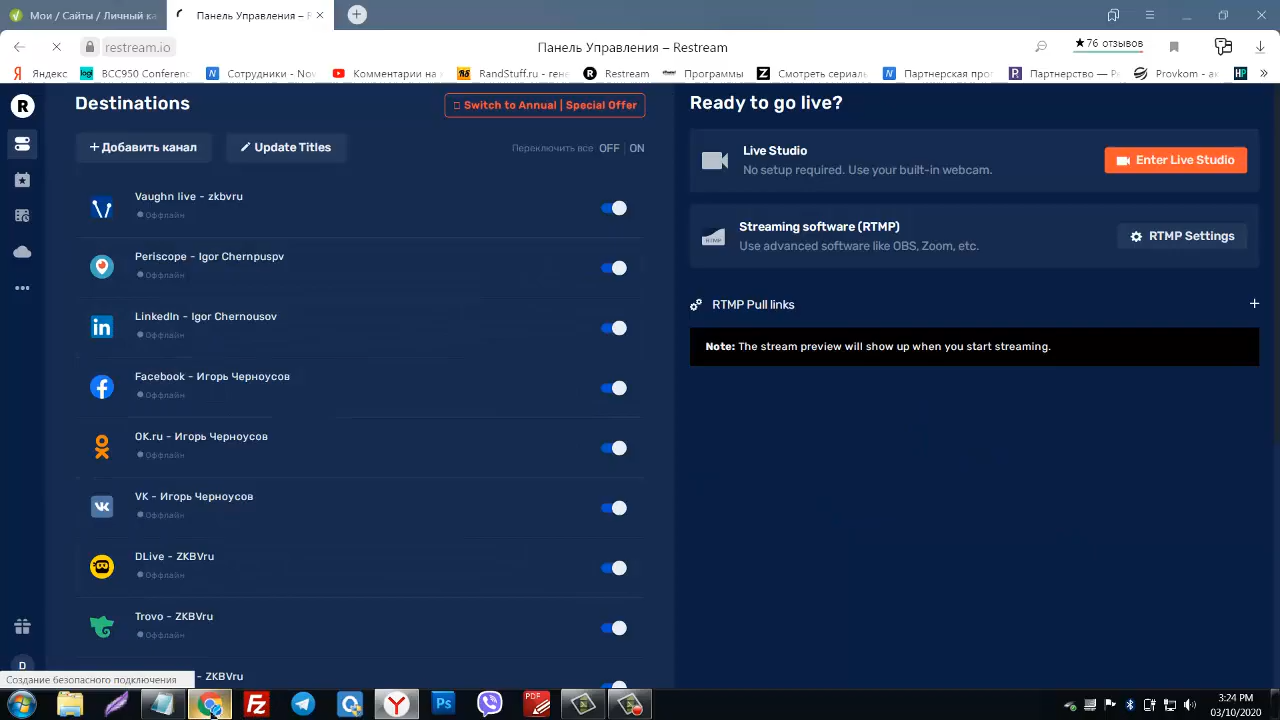 Мои / Сайты / Личный ка
Панель Управления – R
restream.io
Панель Управления – Restream
★76 отзывов
Яндекс
BCC950 Conferenc
Сотрудники - Nov
Комментарии на x
RandStuff.ru - гене
Restream
Программы
Смотреть сериаль
Партнерская прог
Партнерство — Ре
Provkom - ак
Destinations
Switch to Annual | Special Offer
+Добавить канал
Update Titles
Переключить все OFF | ON
Vaughn live - zkbvru
Оффлайн
Periscope - Igor Chernpuspv
Оффлайн
LinkedIn - Igor Chernousov
Оффлайн
Facebook - Игорь Черноусов
Оффлайн
OK.ru - Игорь Черноусов
Оффлайн
VK - Игорь Черноусов
Оффлайн
DLive - ZKBVru
Оффлайн
Trovo - ZKBVru
Оффлайн
- ZKBVru
D
Создание безопасного подключения
Ready to go live?
Live Studio
No setup required. Use your built-in webcam.
Enter Live Studio
RTMP
Streaming software (RTMP)
Use advanced software like OBS, Zoom, etc.
RTMP Settings
RTMP Pull links
Note: The stream preview will show up when you start streaming.
PDF
3:24 PM
03/10/2020